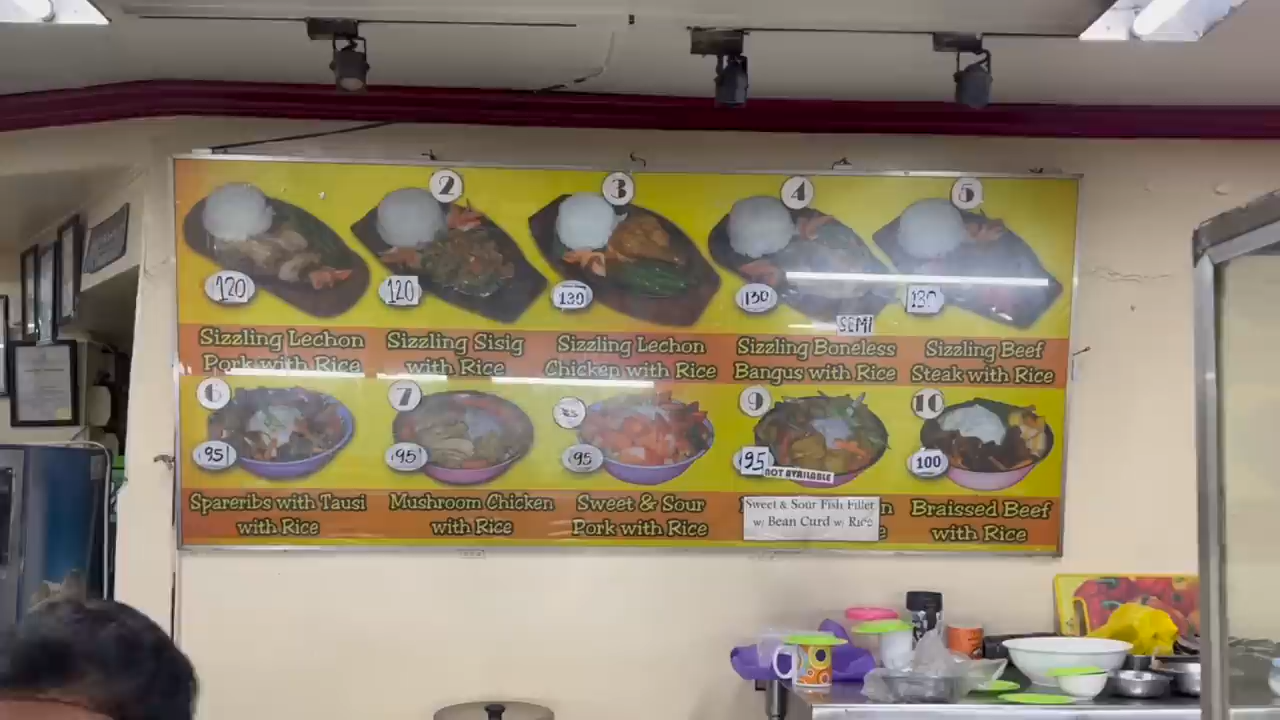 2
3
4
5
120
120
130
130
130
SEMI
Sizzling Lechon
Pork with Rice
Sizzling Sisig
with Rice
Sizzling Lechon
Chicken with Rice
Sizzling Boneless
Bangus with Rice
Sizzling Beef
Steak with Rice
6
7
9
10
95
95
95
95
NOT AVAILABLE
100
Spareribs with Tausi
with Rice
Mushroom Chicken
with Rice
Sweet & Sour
Pork with Rice
Sweet & Sour Fish Fillet
w/ Bean Curd w/ Rice
Braissed Beef
with Rice